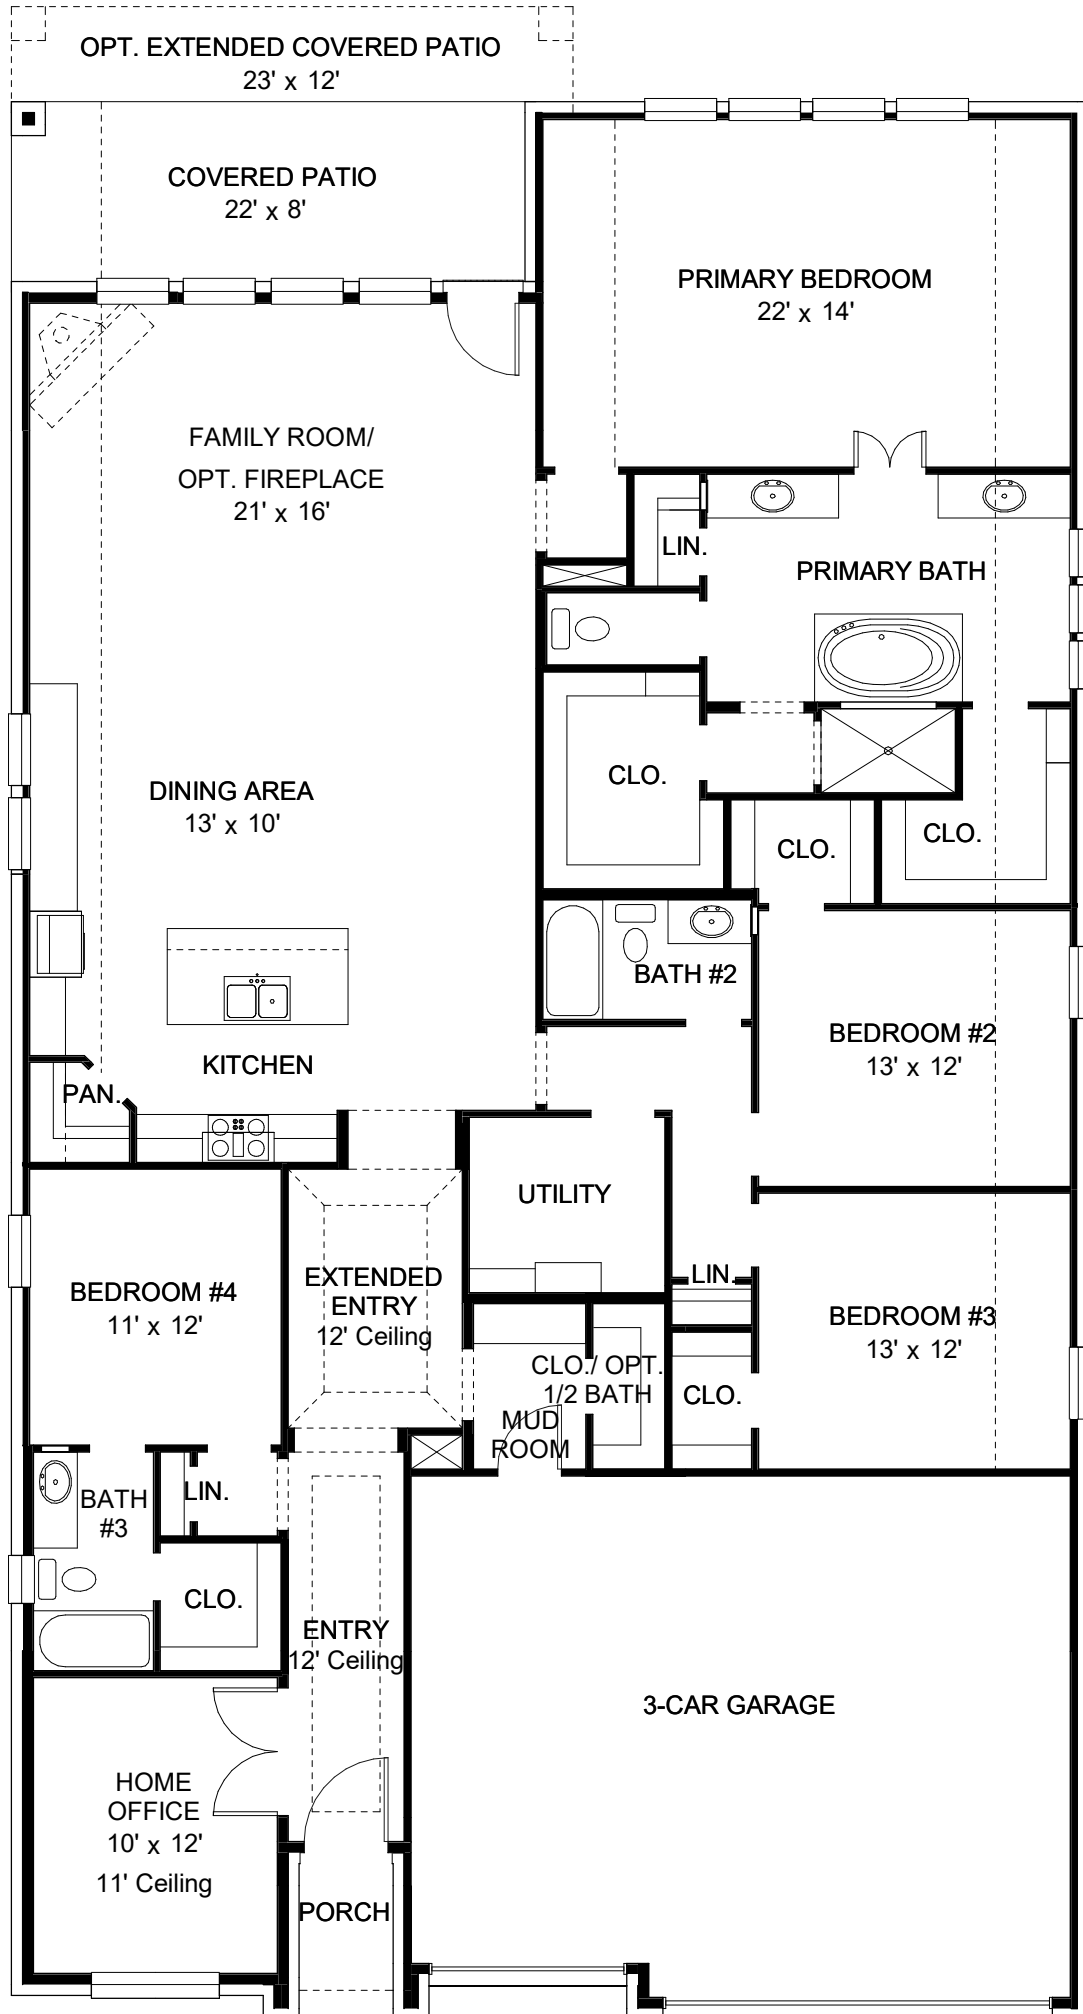 OPT. EXTENDED COVERED PATIO
23' x 12'
COVERED PATIO
22' x 8'
PRIMARY BEDROOM
22' x 14'
FAMILY ROOM/
OPT. FIREPLACE
21' x 16'
LIN.
PRIMARY BATH
CLO.
DINING AREA
13' x 10'
CLO.
CLO.
BATH #2
BEDROOM #2
13' x 12'
KITCHEN
PAN.
UTILITY
BEDROOM #4
11' x 12'
EXTENDED
ENTRY
12' Ceiling
LIN.
BEDROOM #3
13' x 12'
CLO./ OPT.
1/2 BATH
CLO.
MUD
ROOM
BATH
#3
LIN.
CLO.
ENTRY
12' Ceiling
3-CAR GARAGE
HOME
OFFICE
10' x 12'
11' Ceiling
PORCH